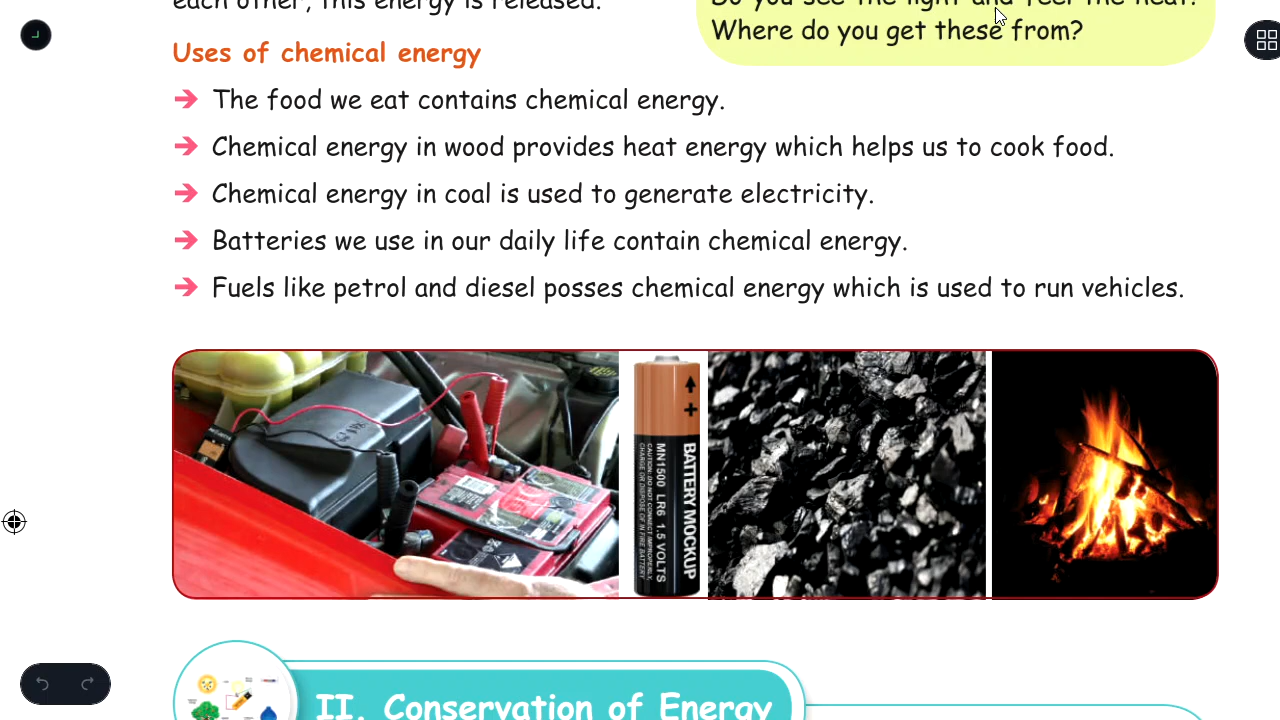 each other, this energy is released.
Do you see the light and feel the heat.
Where do you get these from?
Uses of chemical energy
➔ The food we eat contains chemical energy.
➔ Chemical energy in wood provides heat energy which helps us to cook food.
➔ Chemical energy in coal is used to generate electricity.
➔ Batteries we use in our daily life contain chemical energy.
➔ Fuels like petrol and diesel posses chemical energy which is used to run vehicles.
BATTERY MOCKUP
MN1500 LR6 1.5 VOLTS
CAUTION: DO NOT CONNECT IMPROPERLY,
CHARGE OR DISPOSE OF IN FIRE BATTERY
II. Conservation of Energy